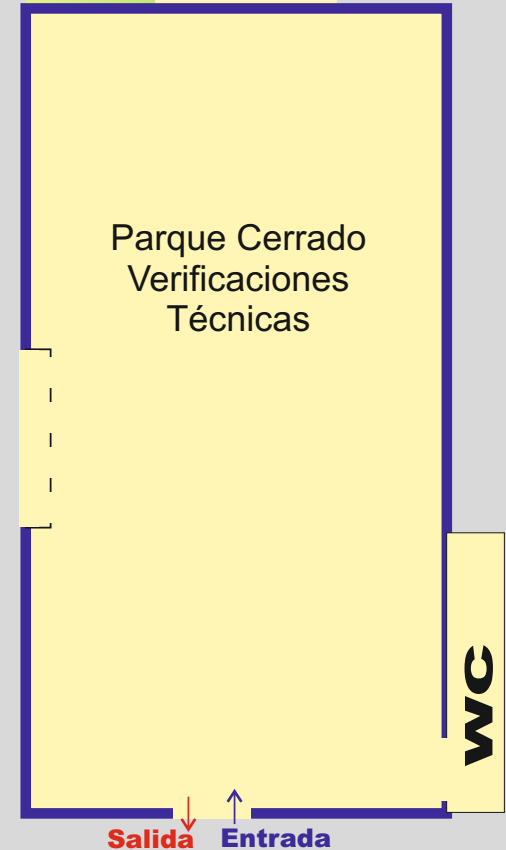 Parque Cerrado
Verificaciones
Técnicas
WC
Salida Entrada